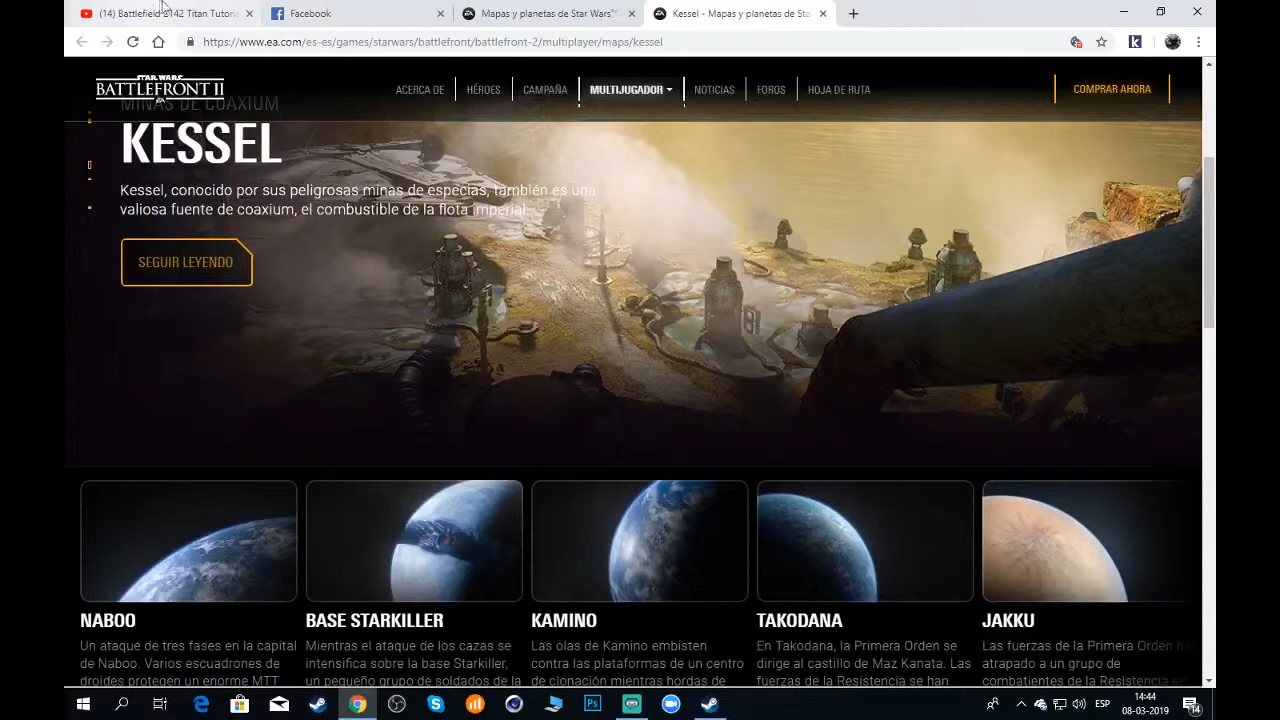 (14) Battlefield 2142 Titan Tutori
Facebook
Mapas y planetas de Star Wars™
Kessel - Mapas y planetas de Sta
https://www.ea.com/es-es/games/starwars/battlefront/battlefront-2/multiplayer/maps/kessel
STAR WARS
BATTLEFRONT II
EA
ACERCA DE
HÉROES
CAMPAÑA
MULTIJUGADOR
NOTICIAS
FOROS
HOJA DE RUTA
COMPRAR AHORA
MINAS DE COAXIUM
KESSEL
Kessel, conocido por sus peligrosas minas de especias, también es una
valiosa fuente de coaxium, el combustible de la flota imperial.
SEGUIR LEYENDO
NABOO
Un ataque de tres fases en la capital
de Naboo. Varios escuadrones de
droides protegen un enorme MTT
BASE STARKILLER
Mientras el ataque de los cazas se
intensifica sobre la base Starkiller,
un pequeño grupo de soldados de la
KAMINO
Las olas de Kamino embisten
contra las plataformas de un centro
de clonación mientras hordas de
TAKODANA
En Takodana, la Primera Orden se
dirige al castillo de Maz Kanata. Las
fuerzas de la Resistencia se han
JAKKU
Las fuerzas de la Primera Orden ha
atrapado a un grupo de
combatientes de la Resistencia en
ESP
14:44
08-03-2019
14